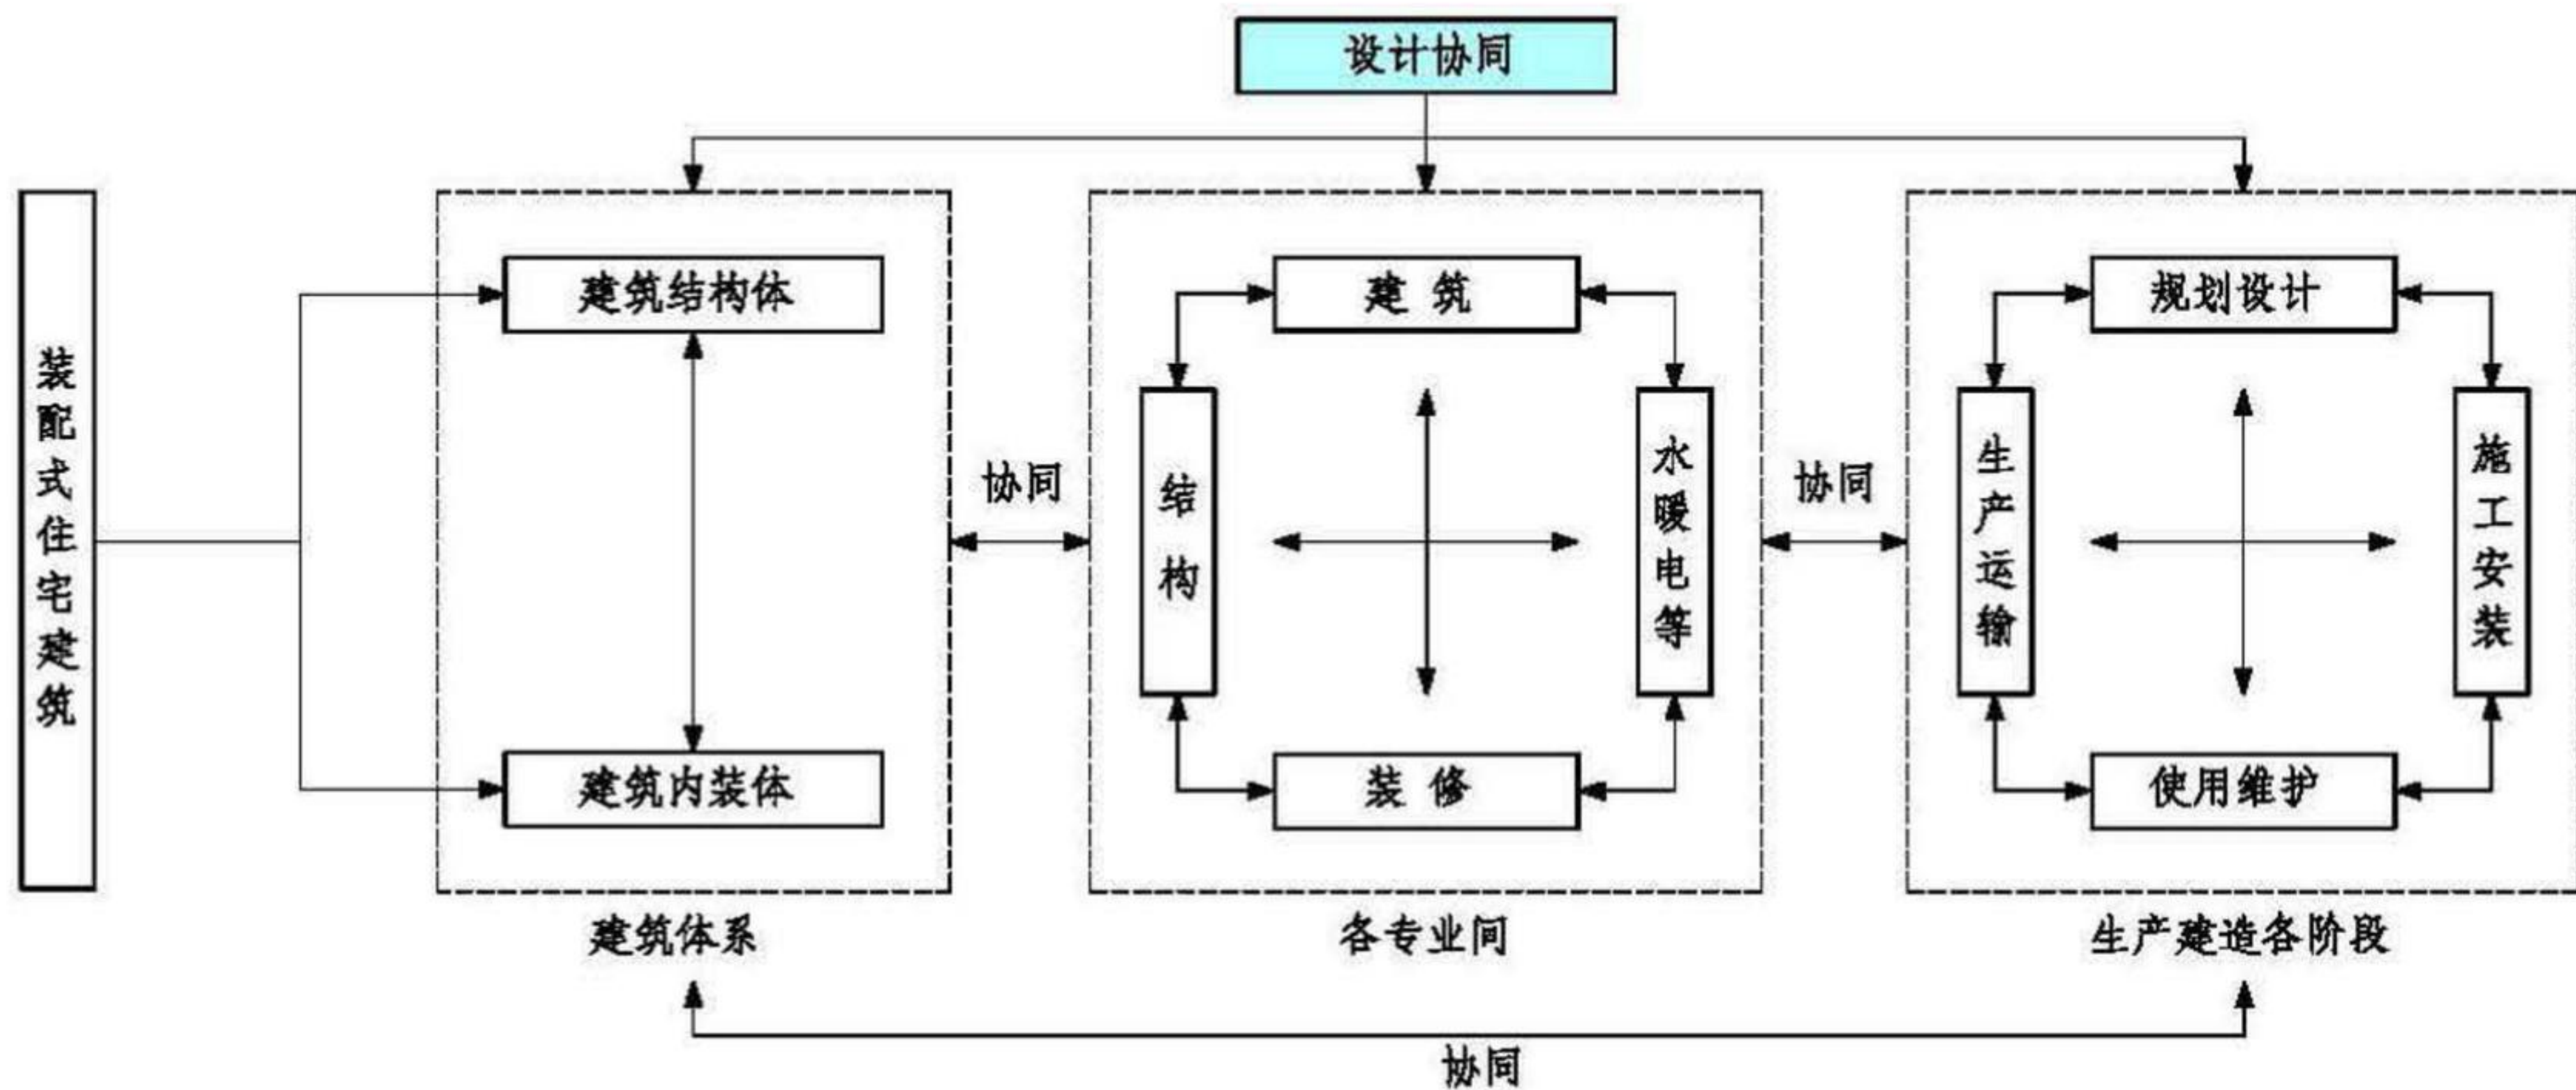 设计协同
装配式住宅建筑
建筑结构体
建筑内装体
建筑体系
协同
建 筑
结构
水暖电等
装 修
各专业间
协同
规划设计
生产运输
施工安装
使用维护
生产建造各阶段
协同